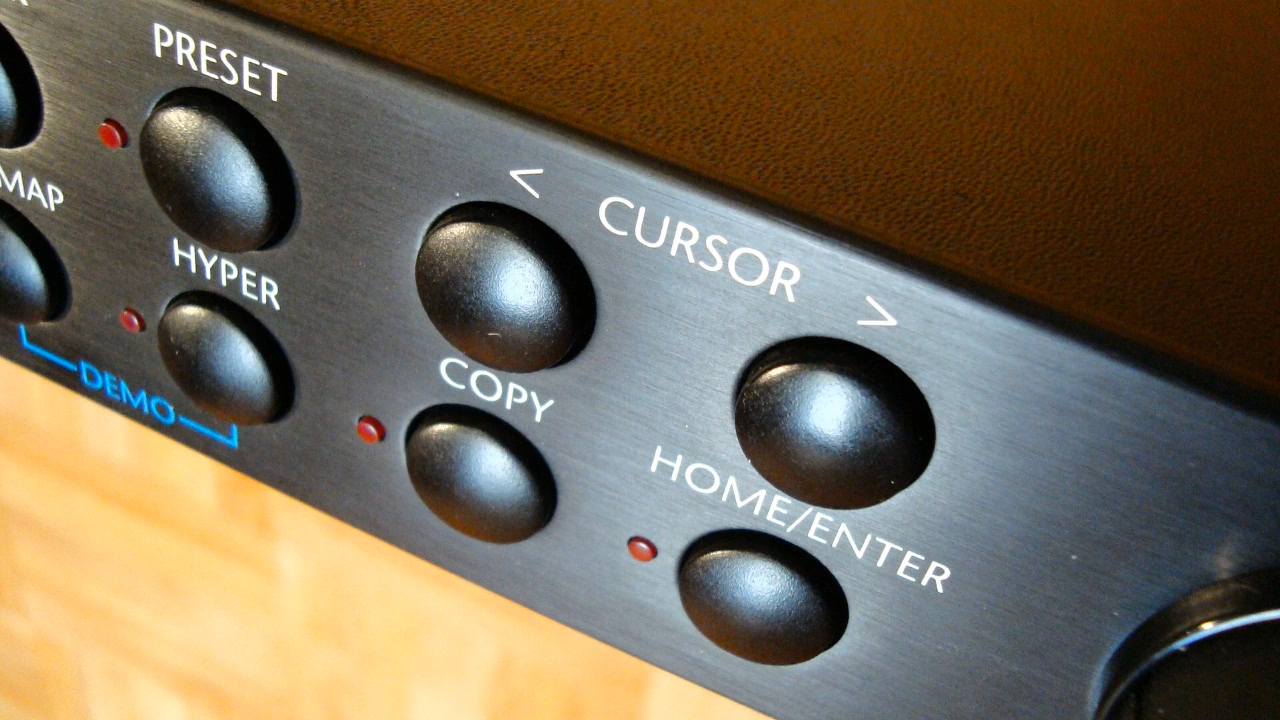 PRESET
< CURSOR >
MAP
HYPER
COPY
DEMO
HOME/ENTER